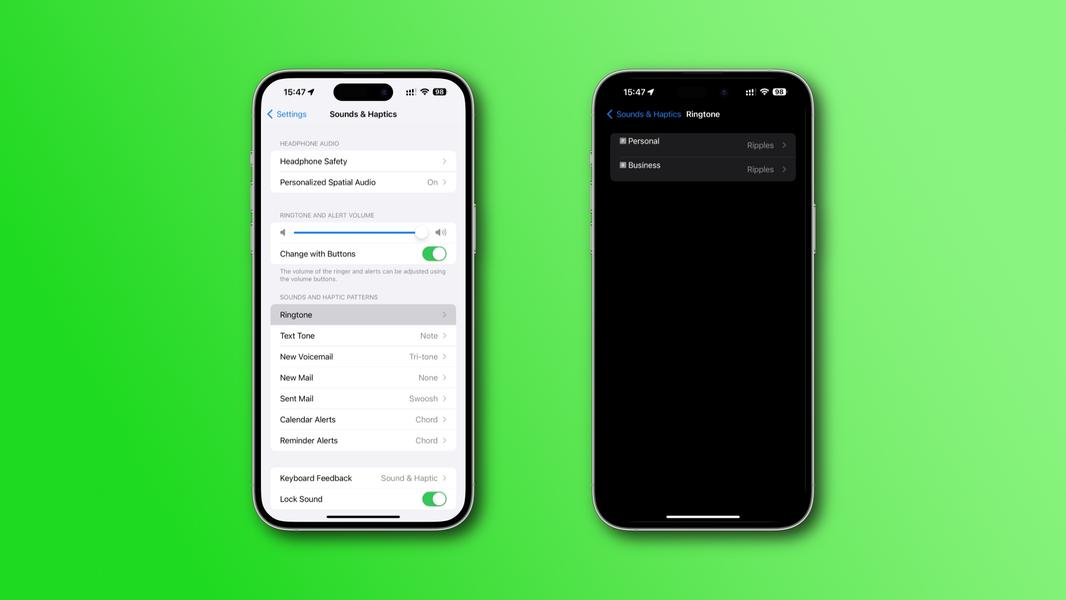 15:47
98
Settings
Sounds & Haptics
HEADPHONE AUDIO
Headphone Safety
Personalized Spatial Audio On
RINGTONE AND ALERT VOLUME
Change with Buttons
The volume of the ringer and alerts can be adjusted using
the volume buttons.
SOUNDS AND HAPTIC PATTERNS
Ringtone
Text Tone Note
New Voicemail Tri-tone
New Mail None
Sent Mail Swoosh
Calendar Alerts Chord
Reminder Alerts Chord
Keyboard Feedback Sound & Haptic
Lock Sound
15:47
98
Sounds & Haptics Ringtone
Personal Ripples
Business Ripples